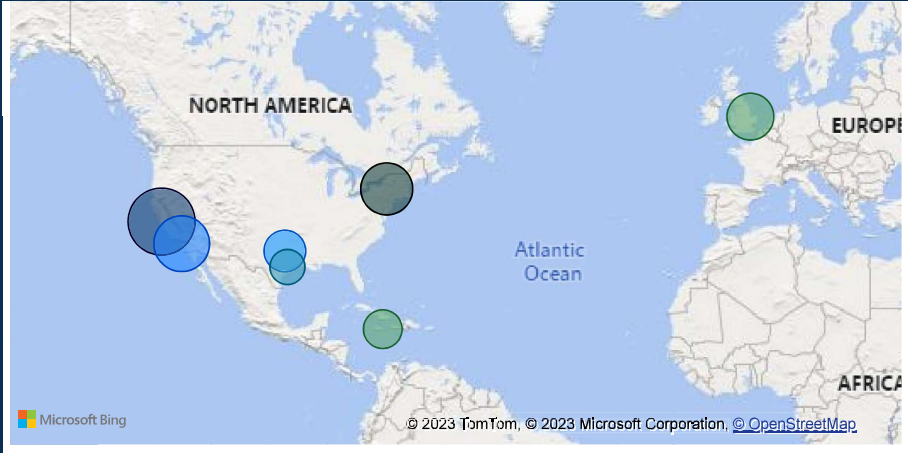 NORTH AMERICA
EUROPE
Atlantic
Ocean
AFRICA
Microsoft Bing
© 2023 TomTom, © 2023 Microsoft Corporation, © OpenStreetMap